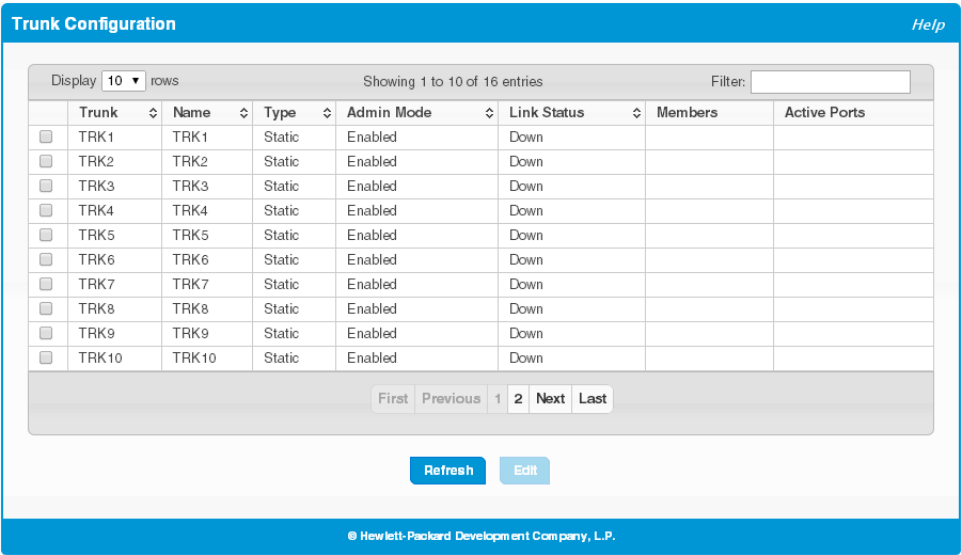 Trunk Configuration Help
Display 10 rows Showing 1 to 10 of 16 entries Filter:
Trunk Name Type Admin Mode Link Status Members Active Ports
TRK1 TRK1 Static Enabled Down
TRK2 TRK2 Static Enabled Down
TRK3 TRK3 Static Enabled Down
TRK4 TRK4 Static Enabled Down
TRK5 TRK5 Static Enabled Down
TRK6 TRK6 Static Enabled Down
TRK7 TRK7 Static Enabled Down
TRK8 TRK8 Static Enabled Down
TRK9 TRK9 Static Enabled Down
TRK10 TRK10 Static Enabled Down
First Previous 1 2 Next Last
Refresh Edit
© Hewlett-Packard Development Company, L.P.